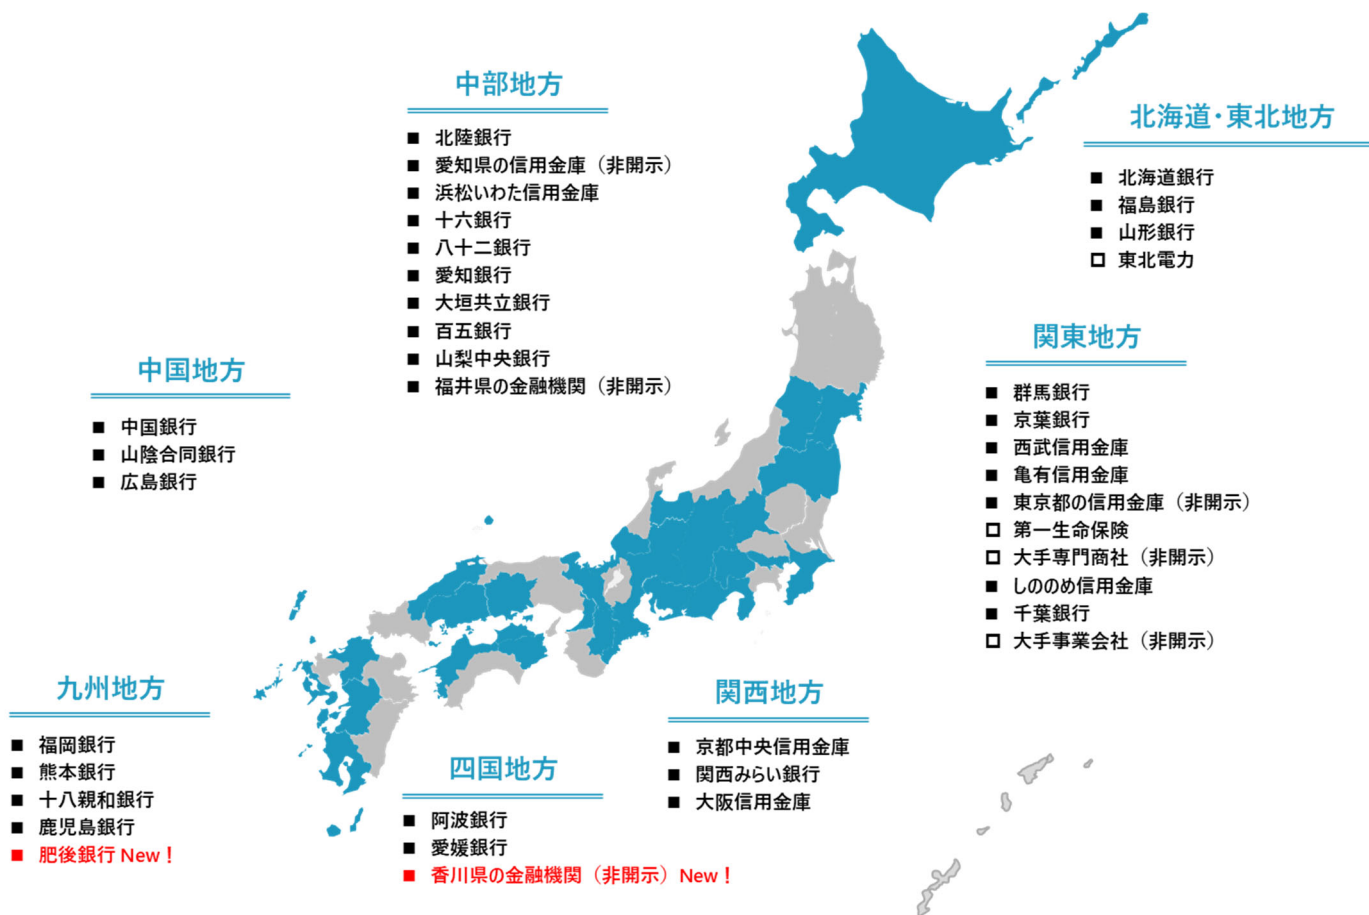 中部地方
■ 北陸銀行
■ 愛知県の信用金庫（非開示）
■ 浜松いわた信用金庫
■ 十六銀行
■ 八十二銀行
■ 愛知銀行
■ 大垣共立銀行
■ 百五銀行
■ 山梨中央銀行
■ 福井県の金融機関（非開示）
北海道・東北地方
■ 北海道銀行
■ 福島銀行
■ 山形銀行
□ 東北電力
中国地方
■ 中国銀行
■ 山陰合同銀行
■ 広島銀行
関東地方
■ 群馬銀行
■ 京葉銀行
■ 西武信用金庫
■ 亀有信用金庫
■ 東京都の信用金庫（非開示）
□ 第一生命保険
□ 大手専門商社（非開示）
■ しののめ信用金庫
■ 千葉銀行
□ 大手事業会社（非開示）
九州地方
■ 福岡銀行
■ 熊本銀行
■ 十八親和銀行
■ 鹿児島銀行
■ 肥後銀行 New！
四国地方
■ 阿波銀行
■ 愛媛銀行
■ 香川県の金融機関（非開示）New！
関西地方
■ 京都中央信用金庫
■ 関西みらい銀行
■ 大阪信用金庫